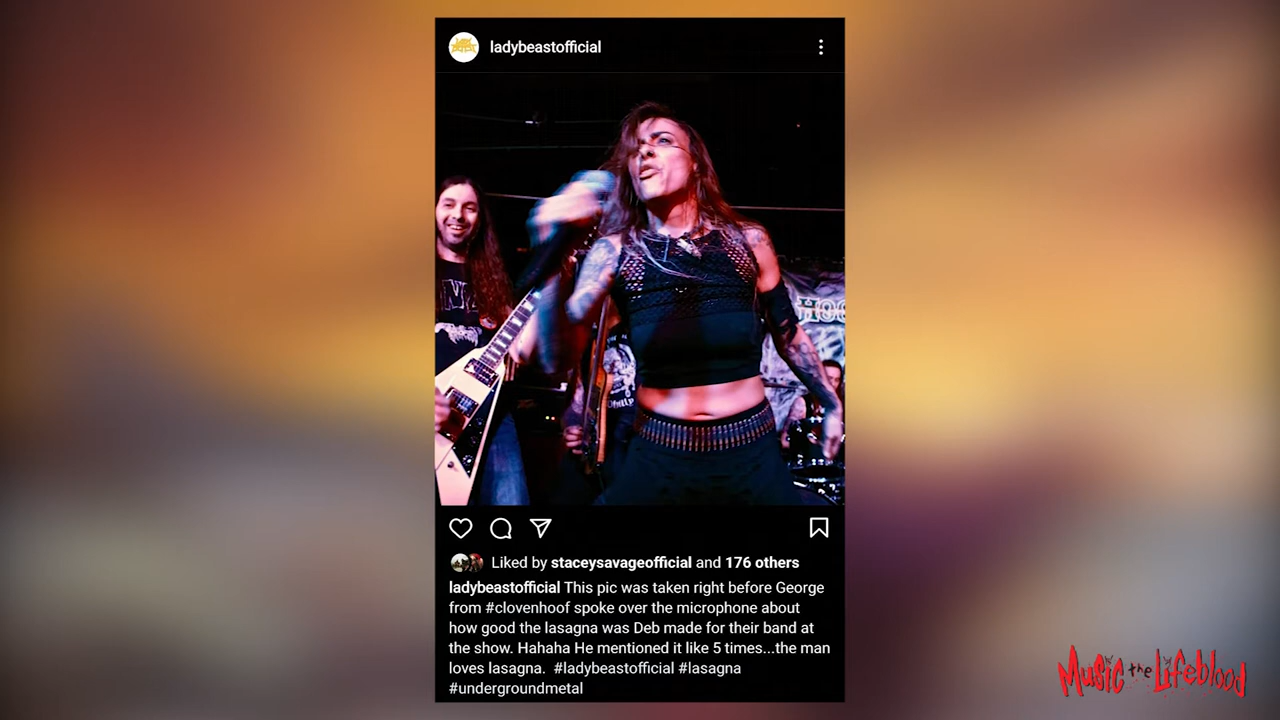 ladybeastofficial
HOO
Liked by staceysavageofficial and 176 others
ladybeastofficial This pic was taken right before George
from #clovenhoof spoke over the microphone about
how good the lasagna was Deb made for their band at
the show. Hahaha He mentioned it like 5 times...the man
loves lasagna.  #ladybeastofficial #lasagna
#undergroundmetal
Music the Lifeblood